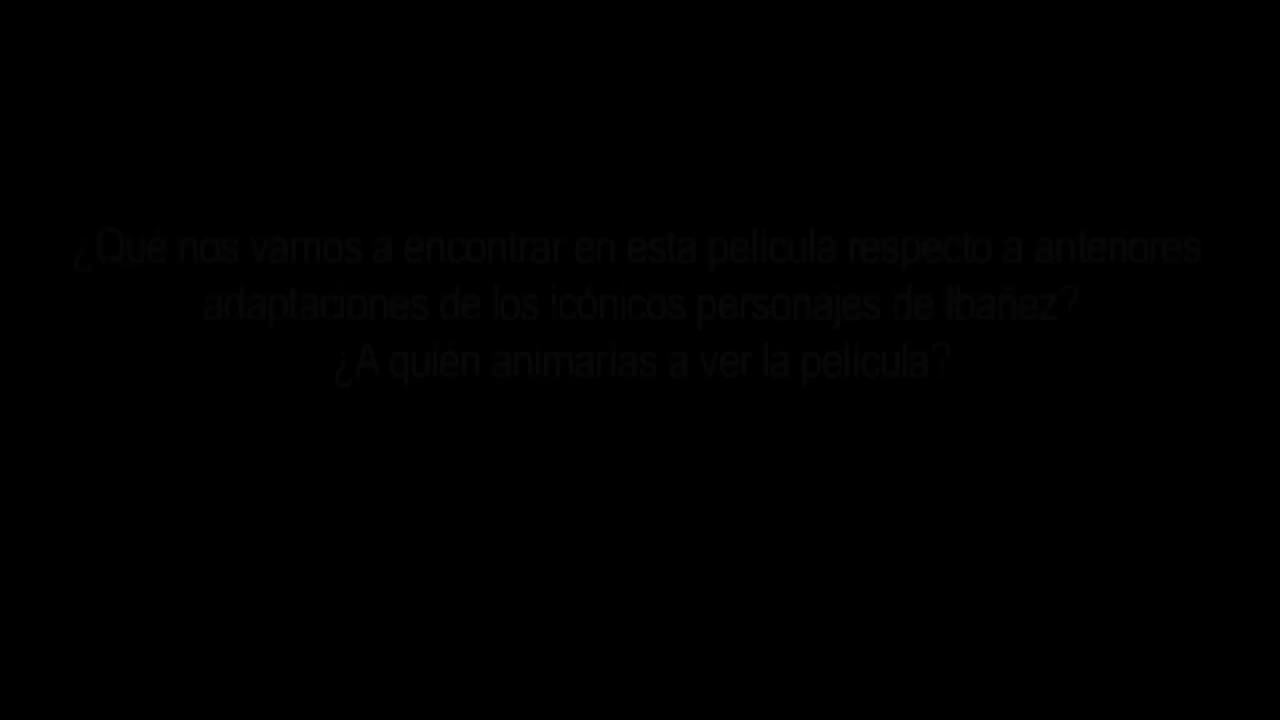 ¿Qué nos vamos a encontrar en esta película respecto a anteriores
adaptaciones de los icónicos personajes de Ibañez?
¿A quién animarías a ver la película?